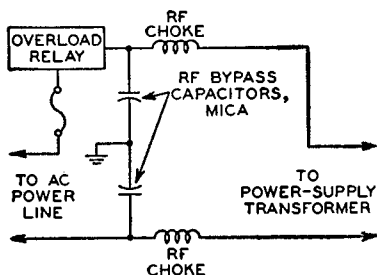 RF
CHOKE
OVERLOAD
RELAY
RF BYPASS
CAPACITORS,
MICA
TO AC
POWER
LINE
TO
POWER-SUPPLY
TRANSFORMER
RF
CHOKE